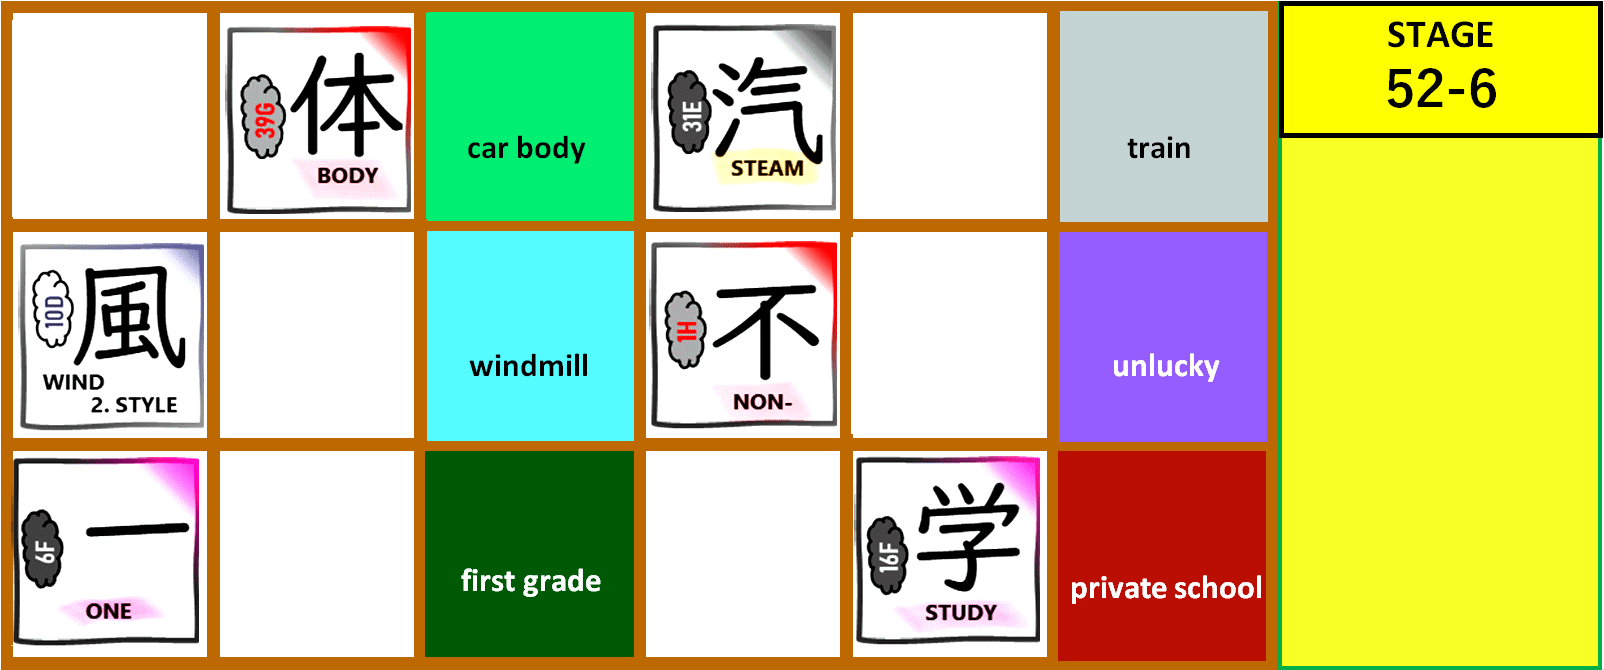 体
39G
BODY
car body
汽
31E
STEAM
train
STAGE
52-6
風
10D
WIND
2. STYLE
windmill
不
1H
NON-
unlucky
一
6F
ONE
first grade
学
16F
STUDY
private school